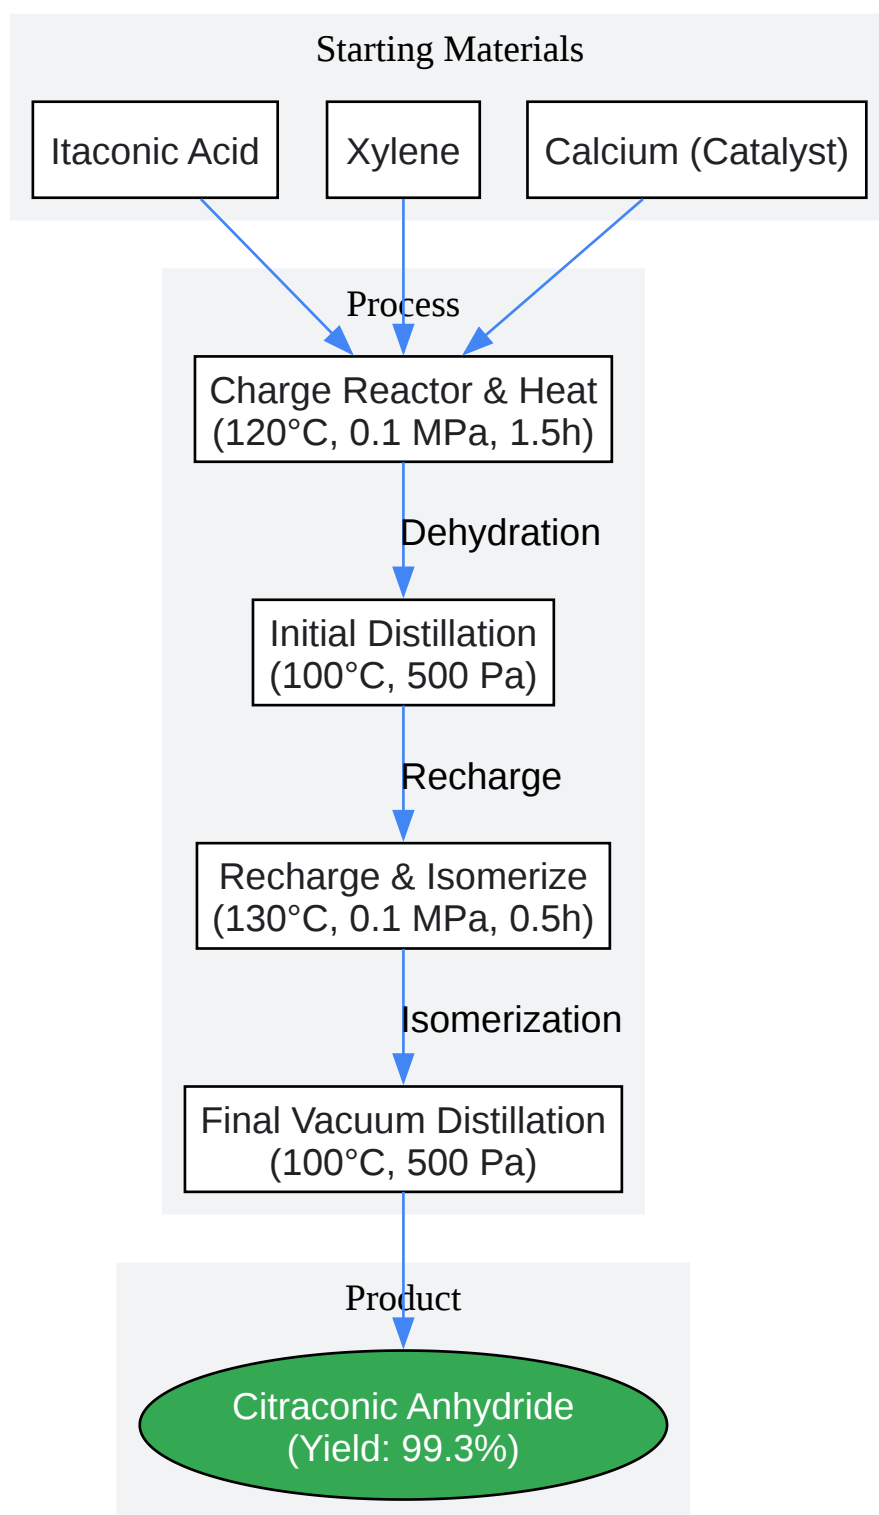 Starting Materials
Itaconic Acid
Xylene
Calcium (Catalyst)
Process
Charge Reactor & Heat
(120°C, 0.1 MPa, 1.5h)
Dehydration
Initial Distillation
(100°C, 500 Pa)
Recharge
Recharge & Isomerize
(130°C, 0.1 MPa, 0.5h)
Isomerization
Final Vacuum Distillation
(100°C, 500 Pa)
Product
Citraconic Anhydride
(Yield: 99.3%)